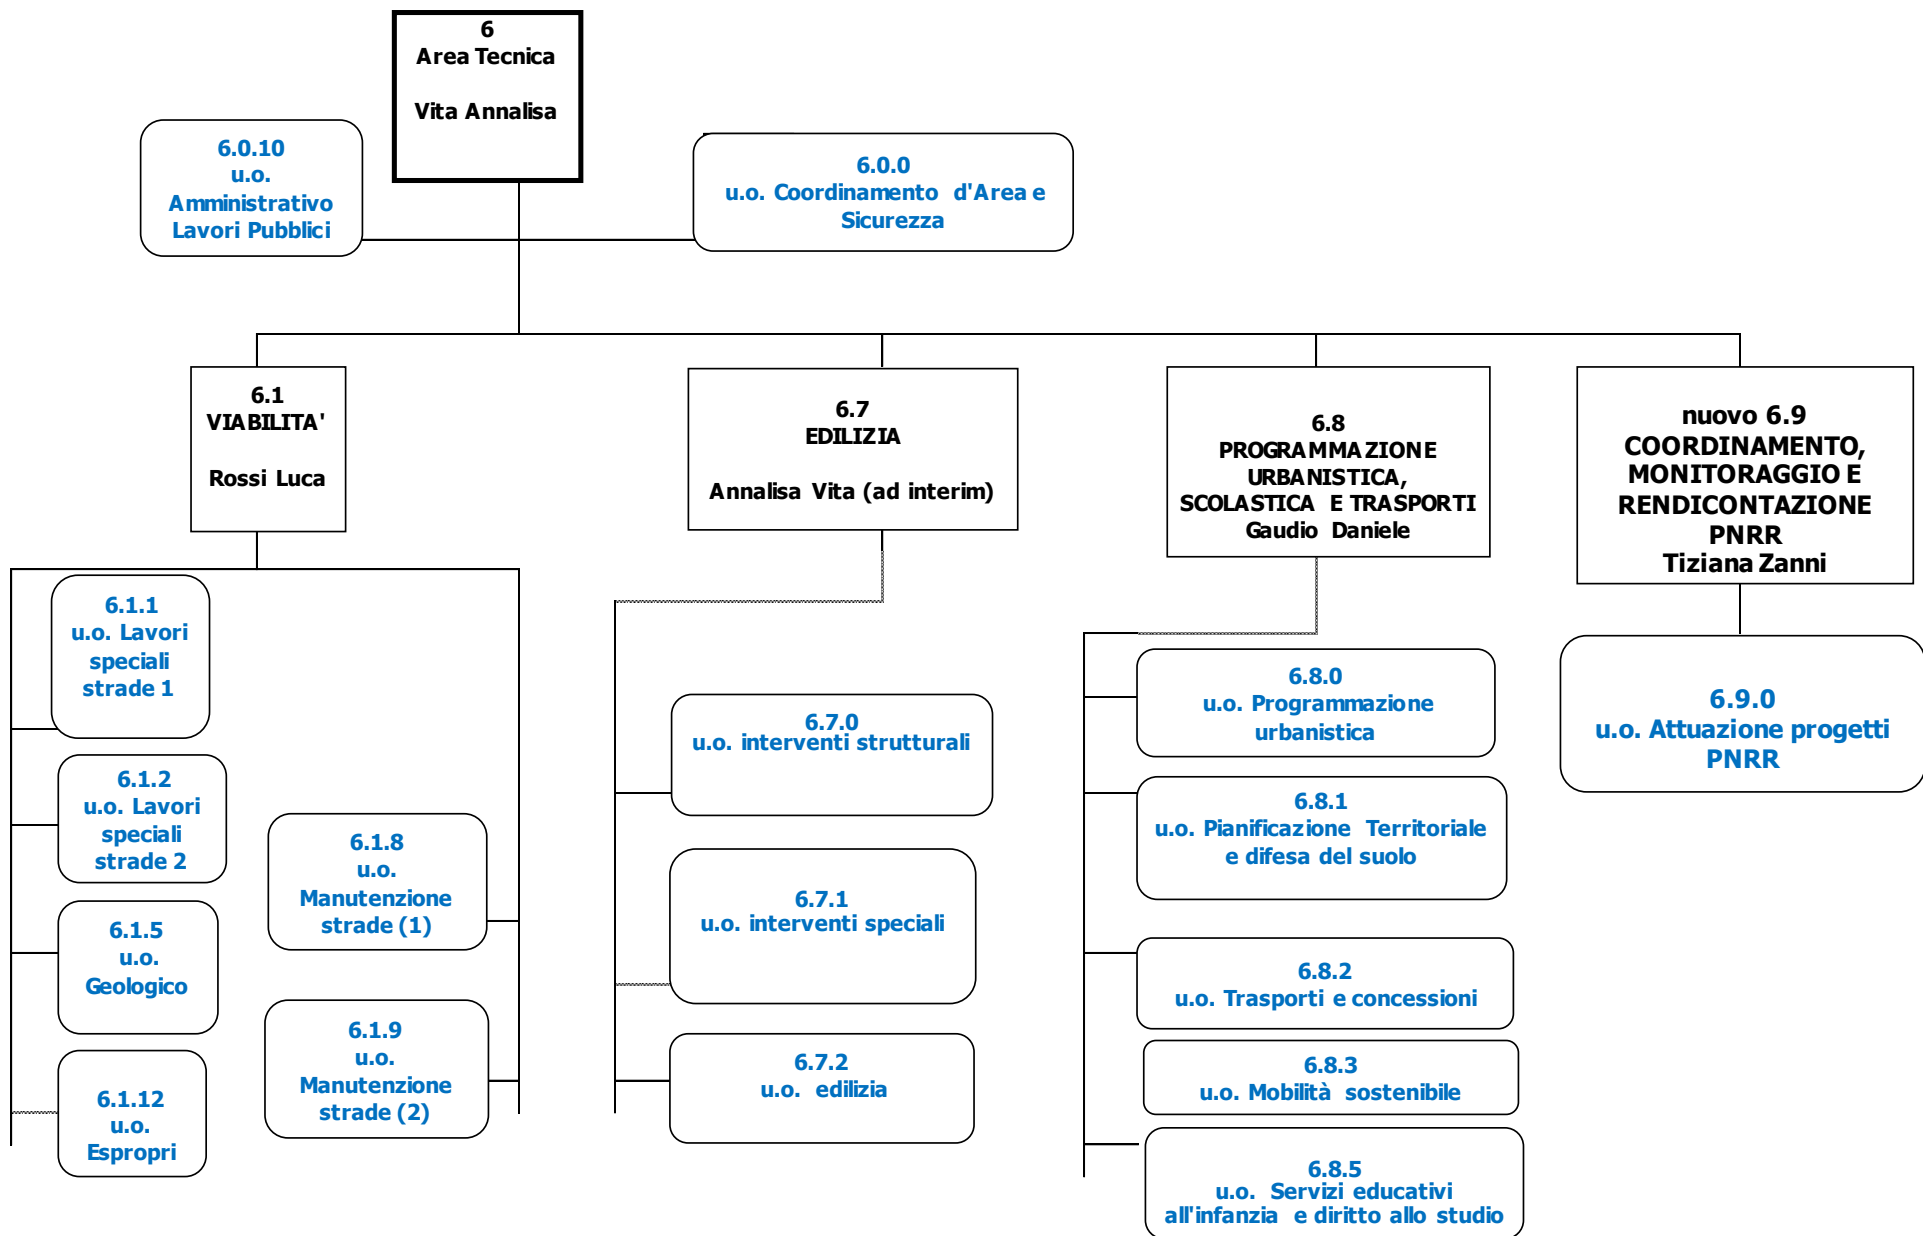 6
Area Tecnica
Vita Annalisa
6.0.10
u.o.
Amministrativo
Lavori Pubblici
6.0.0
u.o. Coordinamento d'Area e
Sicurezza
6.1
VIABILITA'
Rossi Luca
6.7
EDILIZIA
Annalisa Vita (ad interim)
6.8
PROGRAMMAZIONE
URBANISTICA,
SCOLASTICA E TRASPORTI
Gaudio Daniele
nuovo 6.9
COORDINAMENTO,
MONITORAGGIO E
RENDICONTAZIONE
PNRR
Tiziana Zanni
6.1.1
u.o. Lavori
speciali
strade 1
6.1.2
u.o. Lavori
speciali
strade 2
6.1.5
u.o.
Geologico
6.1.12
u.o.
Espropri
6.1.8
u.o.
Manutenzione
strade (1)
6.1.9
u.o.
Manutenzione
strade (2)
6.7.0
u.o. interventi strutturali
6.7.1
u.o. interventi speciali
6.7.2
u.o. edilizia
6.8.0
u.o. Programmazione
urbanistica
6.8.1
u.o. Pianificazione Territoriale
e difesa del suolo
6.8.2
u.o. Trasporti e concessioni
6.8.3
u.o. Mobilità sostenibile
6.8.5
u.o. Servizi educativi
all'infanzia e diritto allo studio
6.9.0
u.o. Attuazione progetti
PNRR